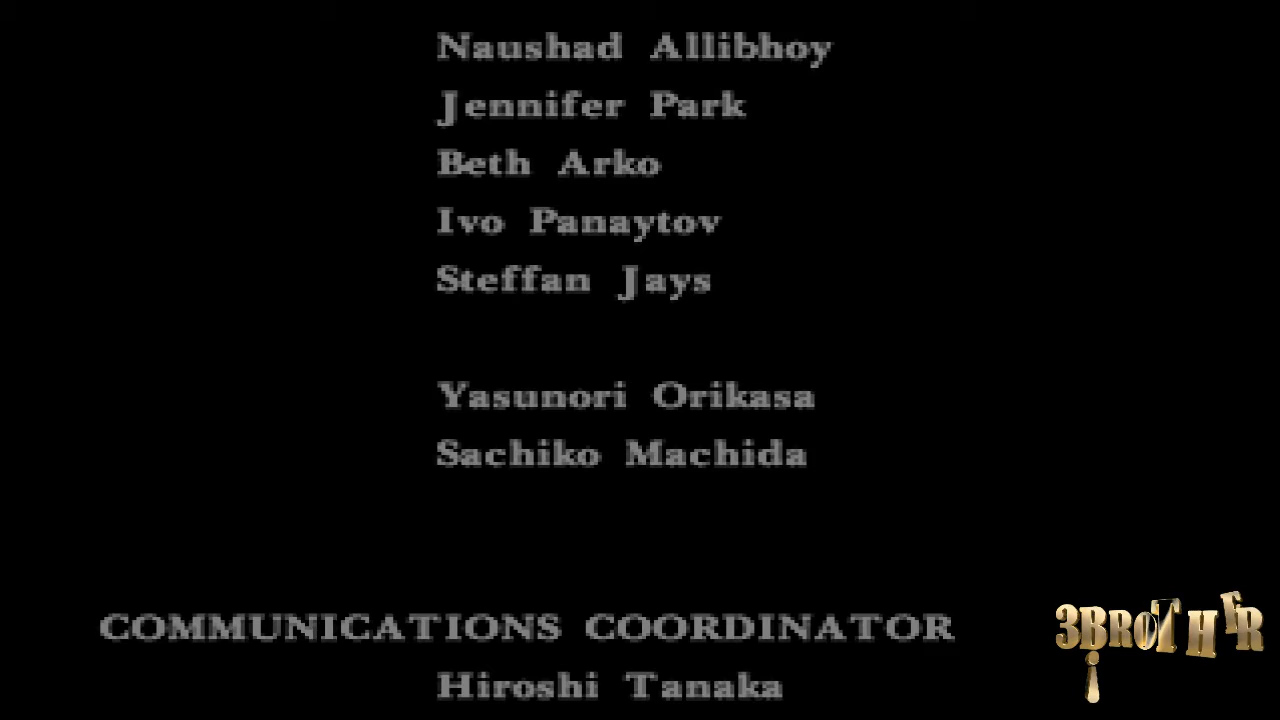 Naushad Allibhoy
Jennifer Park
Beth Arko
Ivo Panaytov
Steffan Jays
Yasunori Orikasa
Sachiko Machida
COMMUNICATIONS COORDINATOR
Hiroshi Tanaka
3BROTHER